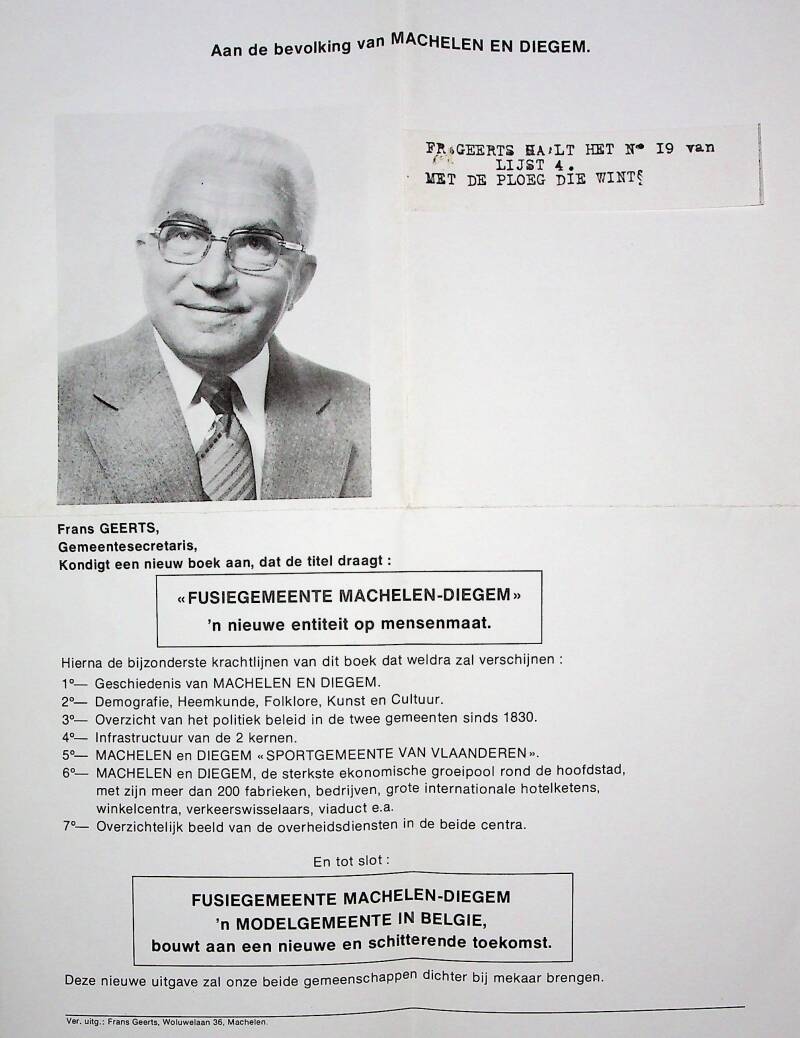 Aan de bevolking van MACHELEN EN DIEGEM.
FR.GEERTS HAALT HET N° 19 van
LIJST 4.
MET DE PLOEG DIE WINT!
Frans GEERTS,
Gemeentesecretaris,
Kondigt een nieuw boek aan, dat de titel draagt :
«FUSIEGEMEENTE MACHELEN-DIEGEM»
'n nieuwe entiteit op mensenmaat.
Hierna de bijzonderste krachtlijnen van dit boek dat weldra zal verschijnen :
1°— Geschiedenis van MACHELEN EN DIEGEM.
2°— Demografie, Heemkunde, Folklore, Kunst en Cultuur.
3°— Overzicht van het politiek beleid in de twee gemeenten sinds 1830.
4°— Infrastructuur van de 2 kernen.
5°— MACHELEN en DIEGEM «SPORTGEMEENTE VAN VLAANDEREN».
6°— MACHELEN en DIEGEM, de sterkste ekonomische groeipool rond de hoofdstad,
met zijn meer dan 200 fabrieken, bedrijven, grote internationale hotelketens,
winkelcentra, verkeerswisselaars, viaduct e.a.
7°— Overzichtelijk beeld van de overheidsdiensten in de beide centra.
En tot slot :
FUSIEGEMEENTE MACHELEN-DIEGEM
'n MODELGEMEENTE IN BELGIE,
bouwt aan een nieuwe en schitterende toekomst.
Deze nieuwe uitgave zal onze beide gemeenschappen dichter bij mekaar brengen.
Ver. uitg.: Frans Geerts, Woluwelaan 36, Machelen.